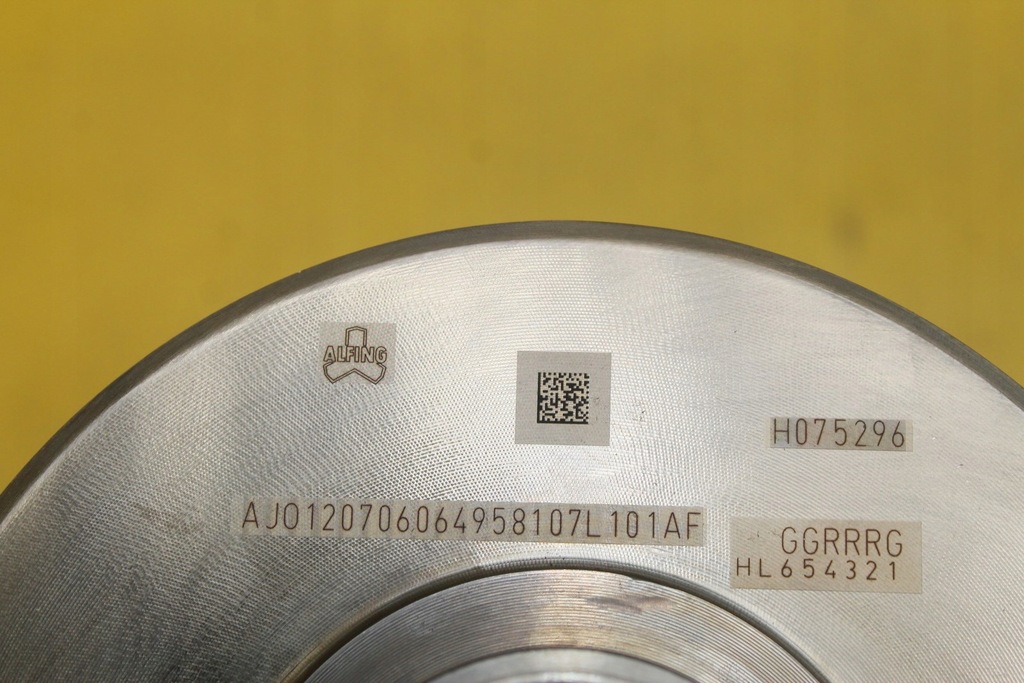 ALFING
H075296
AJ0120706064958107L101AF
GGRRRG
HL654321